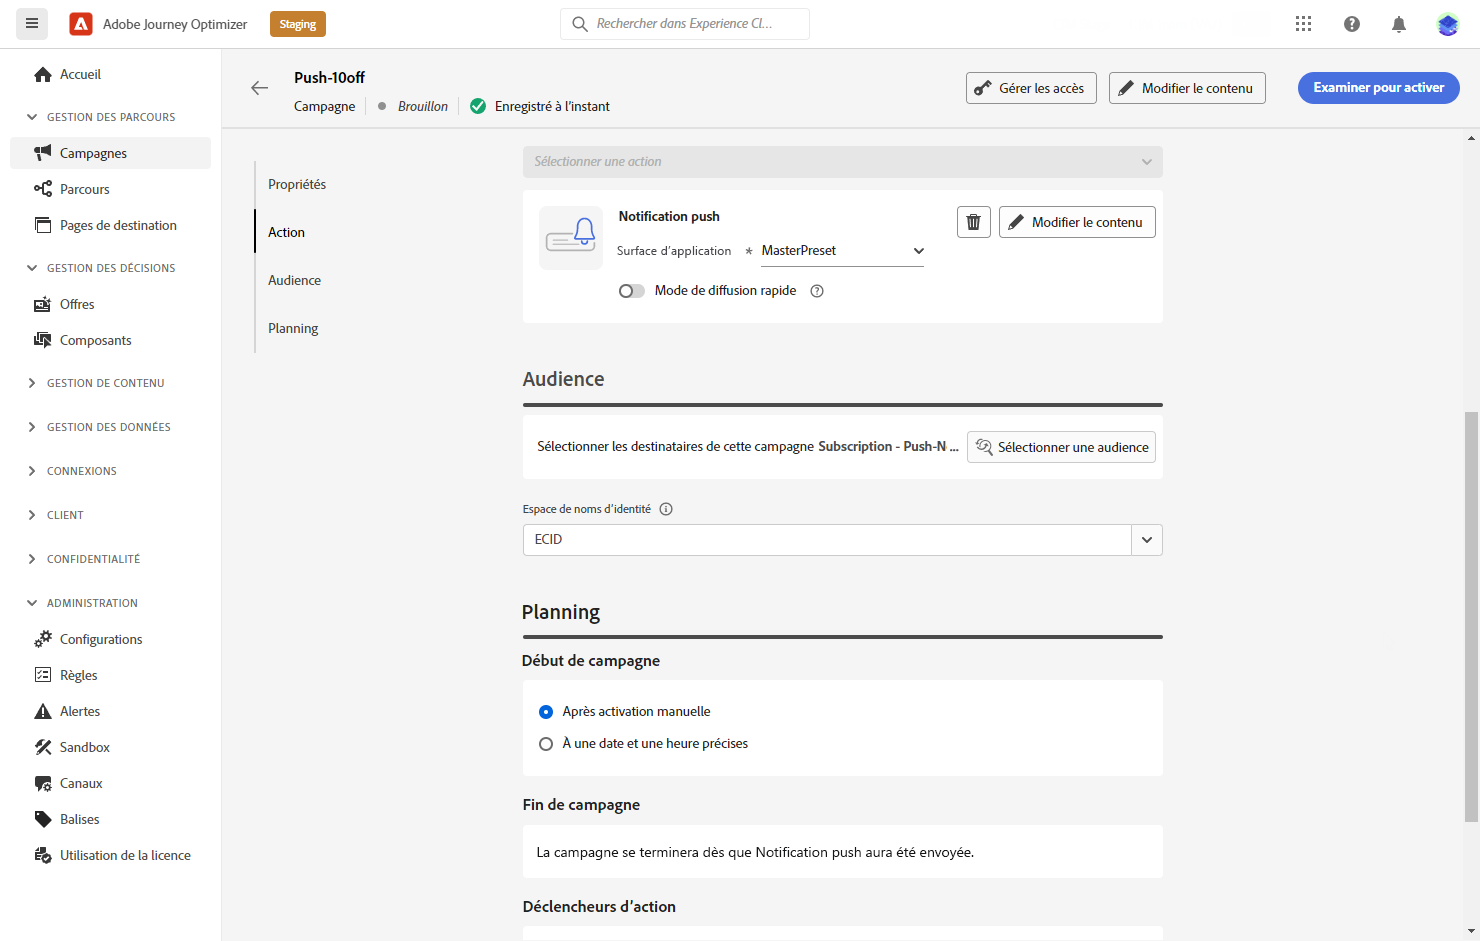 Adobe Journey Optimizer
Staging
Rechercher dans Experience Cl...
Accueil
GESTION DES PARCOURS
Campagnes
Parcours
Pages de destination
GESTION DES DÉCISIONS
Offres
Composants
GESTION DE CONTENU
GESTION DES DONNÉES
CONNEXIONS
CLIENT
CONFIDENTIALITÉ
ADMINISTRATION
Configurations
Règles
Alertes
Sandbox
Canaux
Balises
Utilisation de la licence
Push-10off
Campagne
Brouillon
Enregistré à l’instant
Gérer les accès
Modifier le contenu
Examiner pour activer
Propriétés
Action
Audience
Planning
Sélectionner une action
Notification push
Surface d’application * MasterPreset
Mode de diffusion rapide
Modifier le contenu
Audience
Sélectionner les destinataires de cette campagne Subscription - Push-N ...
Sélectionner une audience
Espace de noms d’identité
ECID
Planning
Début de campagne
Après activation manuelle
À une date et une heure précises
Fin de campagne
La campagne se terminera dès que Notification push aura été envoyée.
Déclencheurs d’action